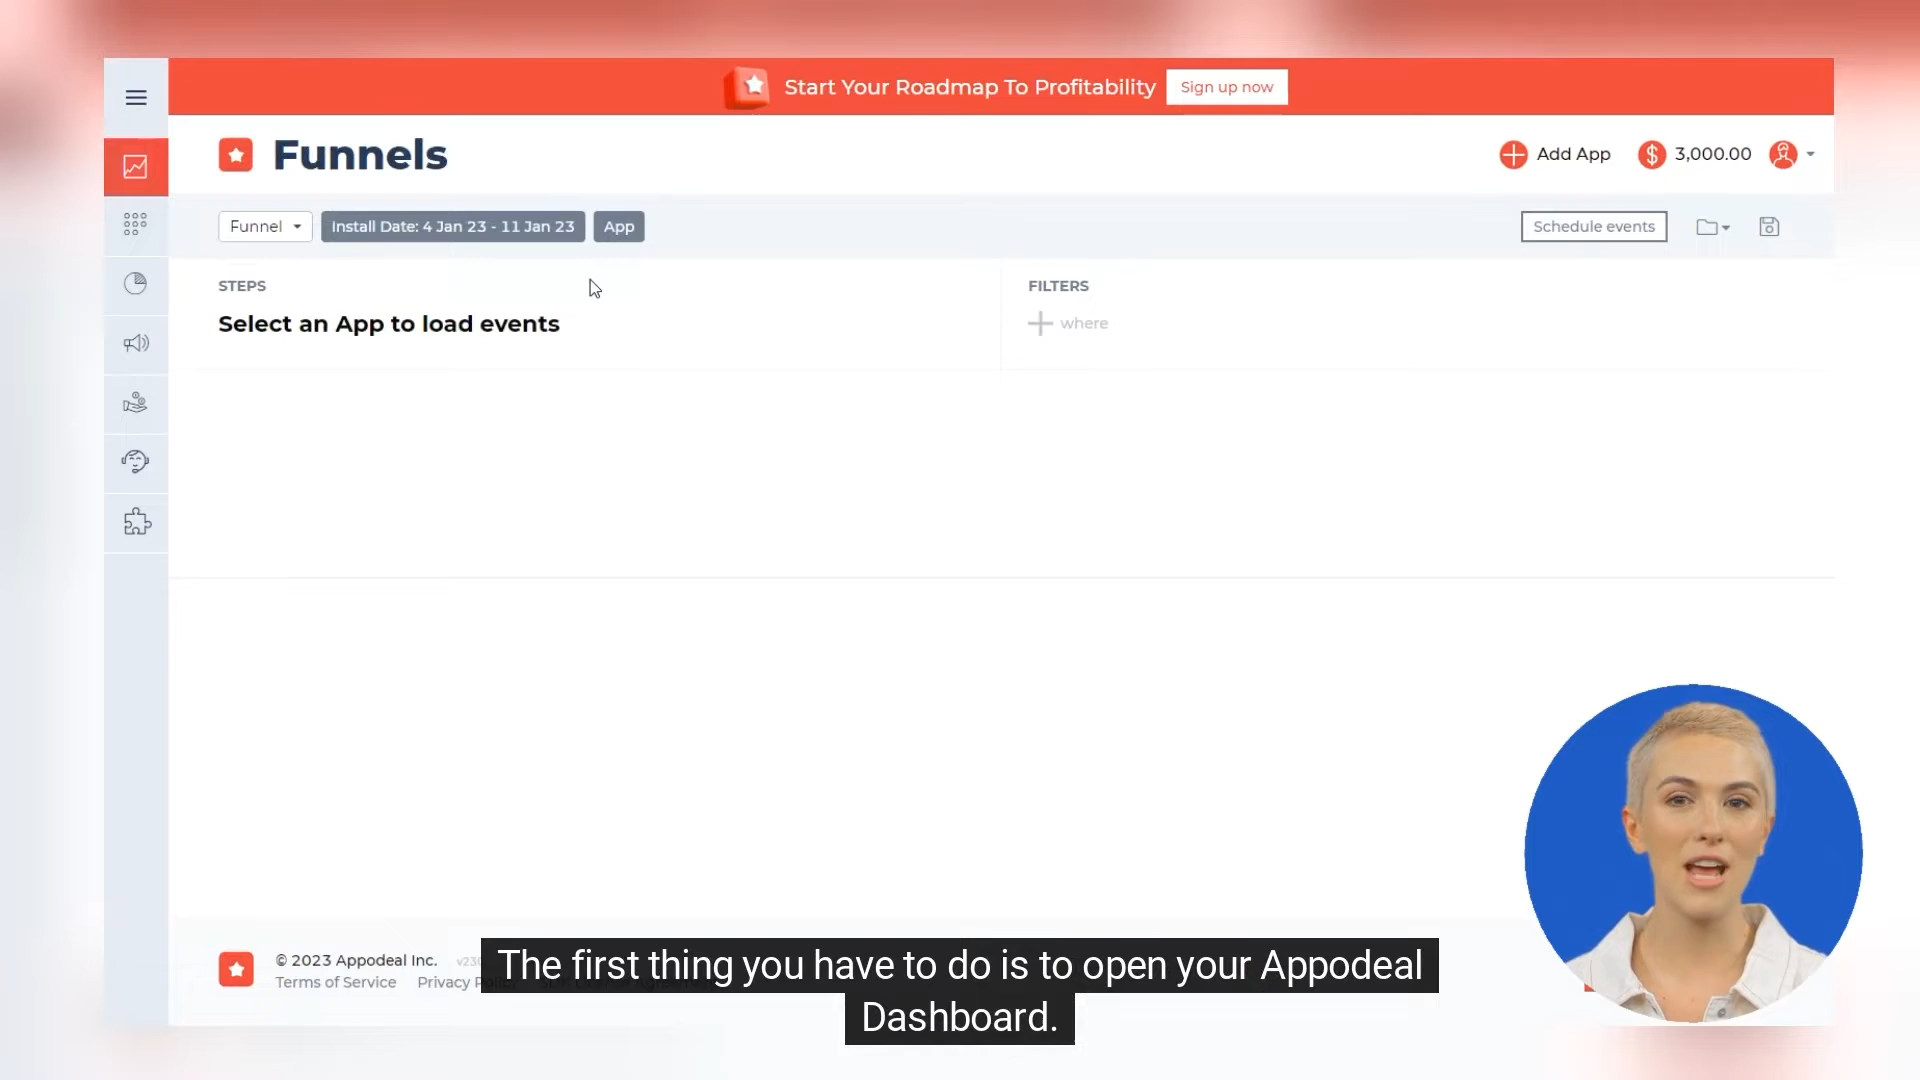 Start Your Roadmap To Profitability
Sign up now
Funnels
Add App
3,000.00
Funnel
Install Date: 4 Jan 23 - 11 Jan 23
App
Schedule events
STEPS
FILTERS
Select an App to load events
where
© 2023 Appodeal Inc.
Terms of Service
Privacy
The first thing you have to do is to open your Appodeal
Dashboard.